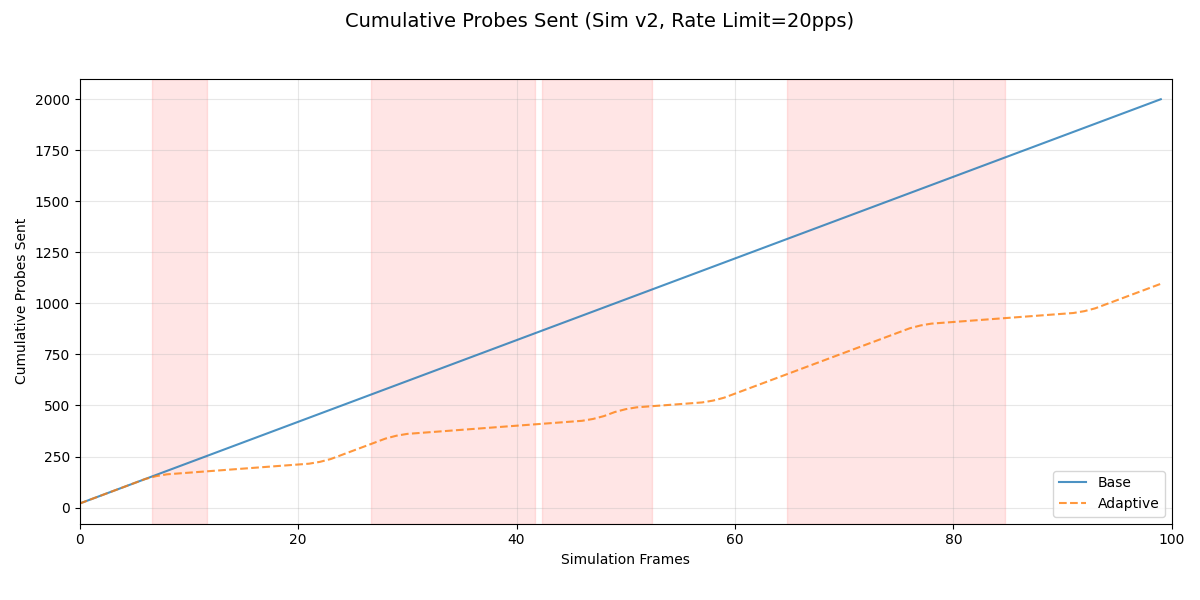 Cumulative Probes Sent (Sim v2, Rate Limit=20pps)
Cumulative Probes Sent
2000
1750
1500
1250
1000
750
500
250
0
0 20 40 60 80 100
Simulation Frames
Base
Adaptive